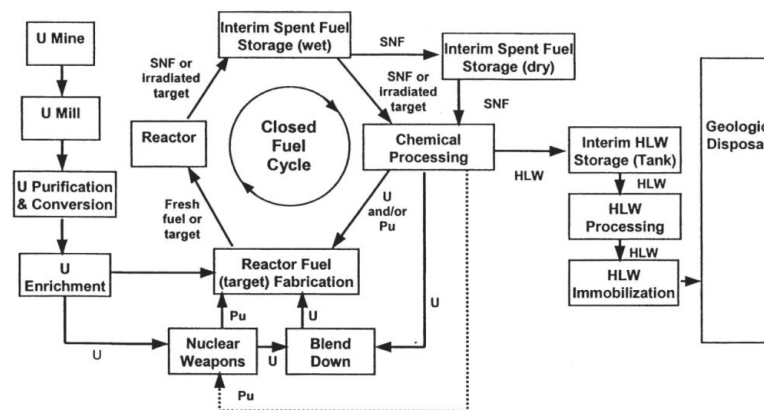 U Mine
U Mill
U Purification
& Conversion
U
Enrichment
U
Interim Spent Fuel
Storage (wet)
SNF
Interim Spent Fuel
Storage (dry)
SNF or
irradiated
target
SNF or
irradiated
target
SNF
Reactor
Closed
Fuel
Cycle
Chemical
Processing
HLW
Fresh
fuel or
target
U
and/or
Pu
Reactor Fuel
(target) Fabrication
Pu
U
U
Nuclear
Weapons
U
Blend
Down
Pu
Interim HLW
Storage (Tank)
HLW
HLW
Processing
HLW
HLW
Immobilization
Geologic
Disposa